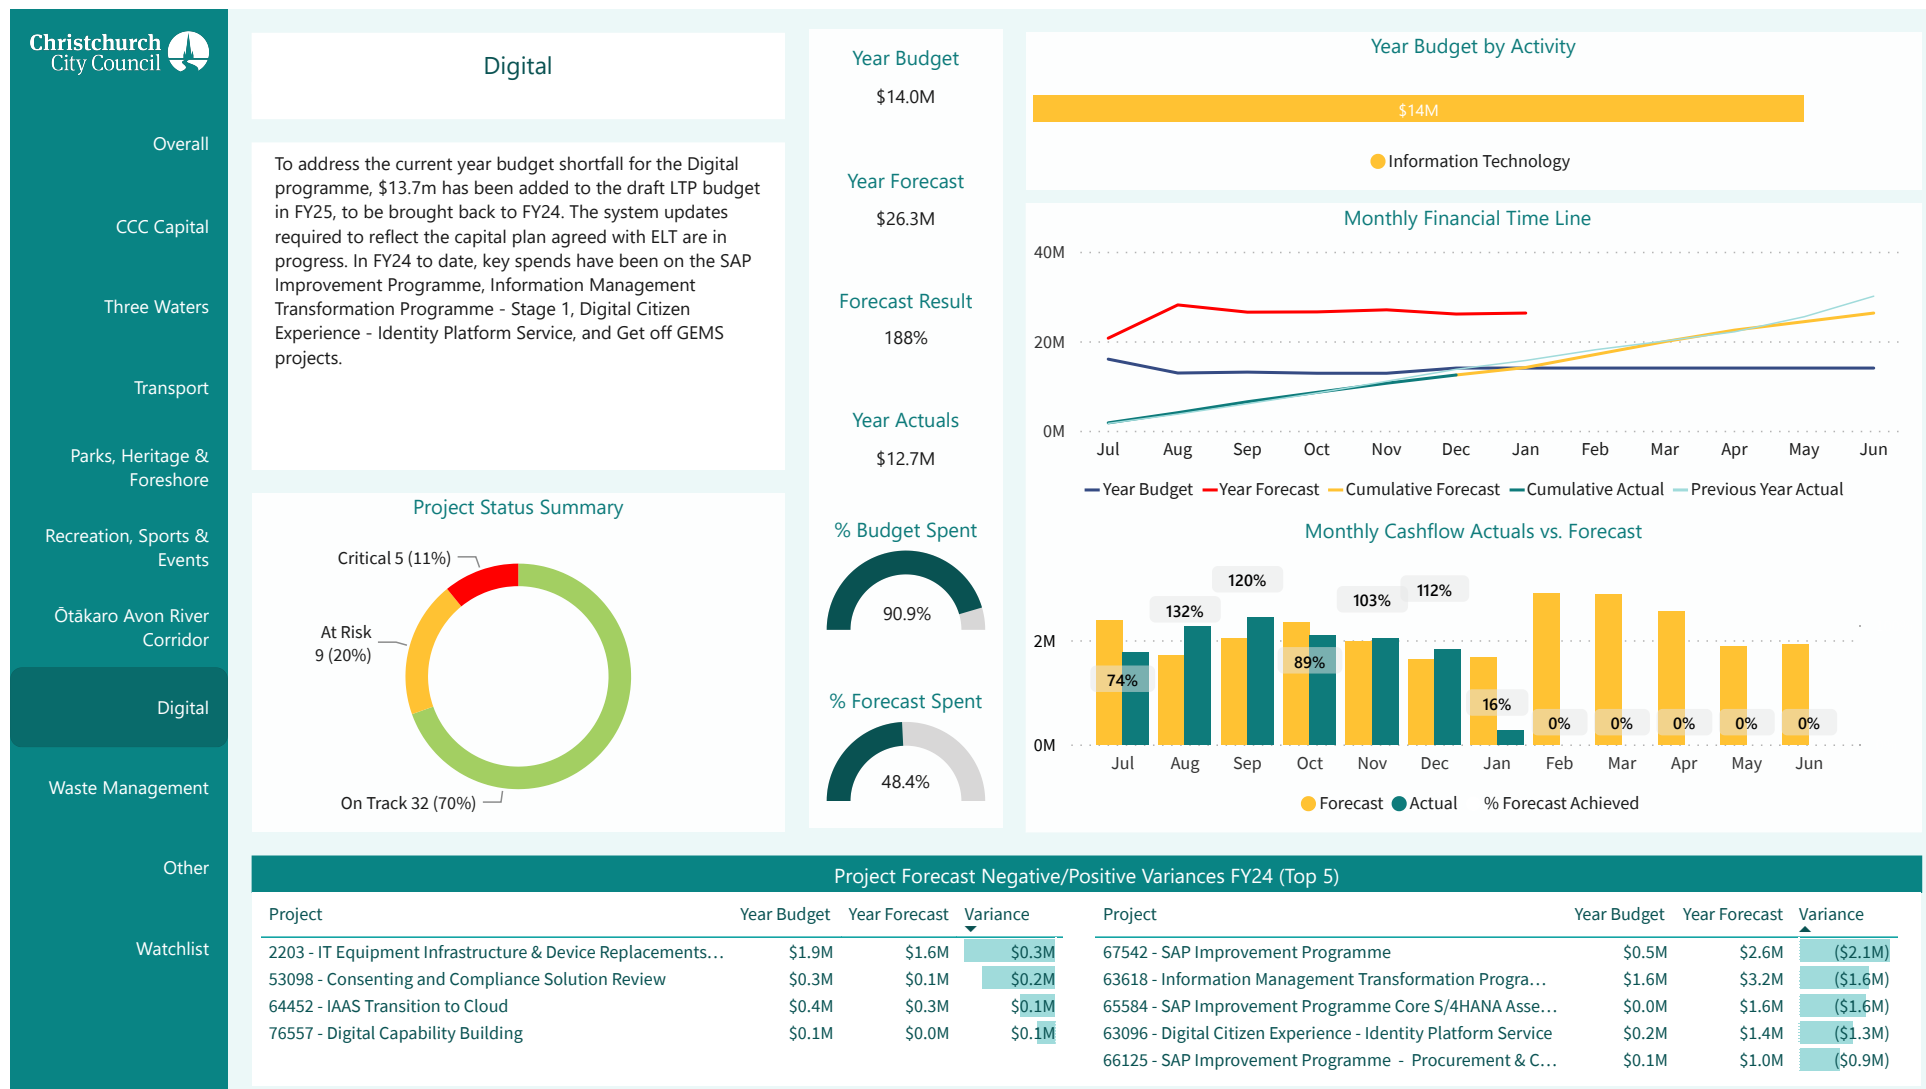 Christchurch
City Council
Overall
CCC Capital
Three Waters
Transport
Parks, Heritage &
Foreshore
Recreation, Sports &
Events
Ōtākaro Avon River
Corridor
Digital
Waste Management
Other
Watchlist
Digital
To address the current year budget shortfall for the Digital
programme, $13.7m has been added to the draft LTP budget
in FY25, to be brought back to FY24. The system updates
required to reflect the capital plan agreed with ELT are in
progress. In FY24 to date, key spends have been on the SAP
Improvement Programme, Information Management
Transformation Programme - Stage 1, Digital Citizen
Experience - Identity Platform Service, and Get off GEMS
projects.
Project Status Summary
Critical 5 (11%)
At Risk
9 (20%)
On Track 32 (70%)
Year Budget
$14.0M
Year Forecast
$26.3M
Forecast Result
188%
Year Actuals
$12.7M
% Budget Spent
90.9%
% Forecast Spent
48.4%
Year Budget by Activity
$14M
Information Technology
Monthly Financial Time Line
40M
20M
0M
Jul Aug Sep Oct Nov Dec Jan Feb Mar Apr May Jun
Year Budget Year Forecast Cumulative Forecast Cumulative Actual Previous Year Actual
Monthly Cashflow Actuals vs. Forecast
2M
0M
74% 132% 120% 89% 103% 112% 16% 0% 0% 0% 0% 0%
Jul Aug Sep Oct Nov Dec Jan Feb Mar Apr May Jun
Forecast Actual % Forecast Achieved
Project Forecast Negative/Positive Variances FY24 (Top 5)
Project Year Budget Year Forecast Variance
2203 - IT Equipment Infrastructure & Device Replacements… $1.9M $1.6M $0.3M
53098 - Consenting and Compliance Solution Review $0.3M $0.1M $0.2M
64452 - IAAS Transition to Cloud $0.4M $0.3M $0.1M
76557 - Digital Capability Building $0.1M $0.0M $0.1M
Project Year Budget Year Forecast Variance
67542 - SAP Improvement Programme $0.5M $2.6M ($2.1M)
63618 - Information Management Transformation Progra… $1.6M $3.2M ($1.6M)
65584 - SAP Improvement Programme Core S/4HANA Asse… $0.0M $1.6M ($1.6M)
63096 - Digital Citizen Experience - Identity Platform Service $0.2M $1.4M ($1.3M)
66125 - SAP Improvement Programme - Procurement & C… $0.1M $1.0M ($0.9M)